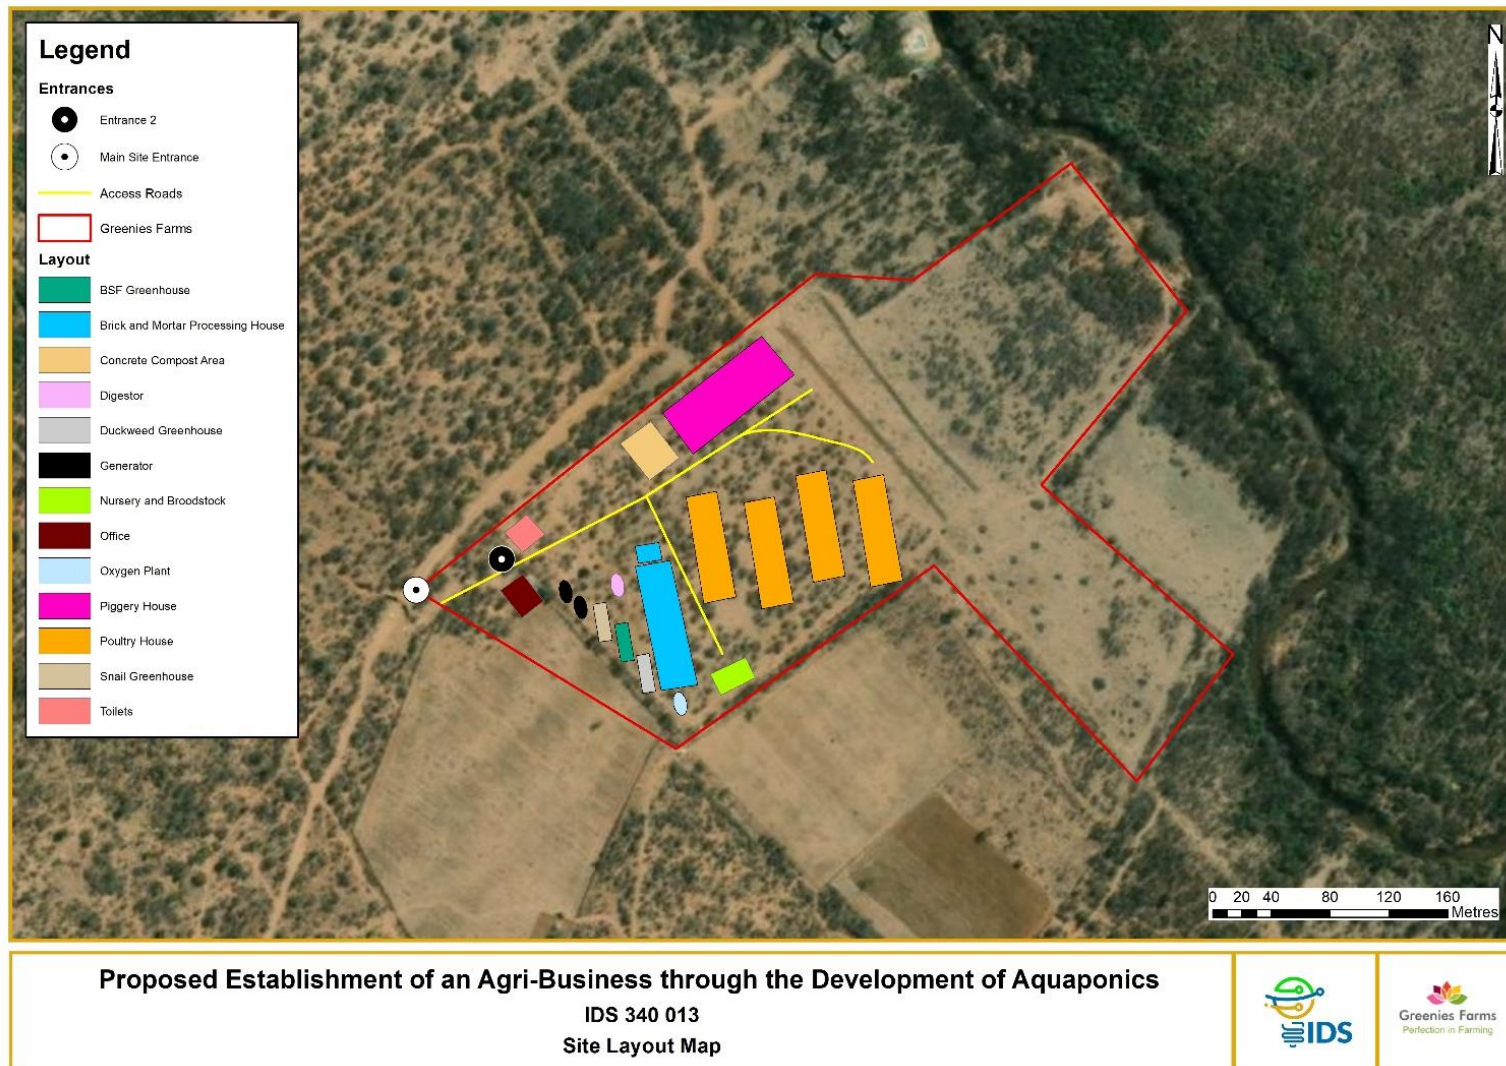 Legend
Entrances
Entrance 2
Main Site Entrance
Access Roads
Greenies Farms
Layout
BSF Greenhouse
Brick and Mortar Processing House
Concrete Compost Area
Digestor
Duckweed Greenhouse
Generator
Nursery and Broodstock
Office
Oxygen Plant
Piggery House
Poultry House
Snail Greenhouse
Toilets
N
0 20 40 80 120 160
Metres
Proposed Establishment of an Agri-Business through the Development of Aquaponics
IDS 340 013
Site Layout Map
IDS
Greenies Farms
Perfection in Farming